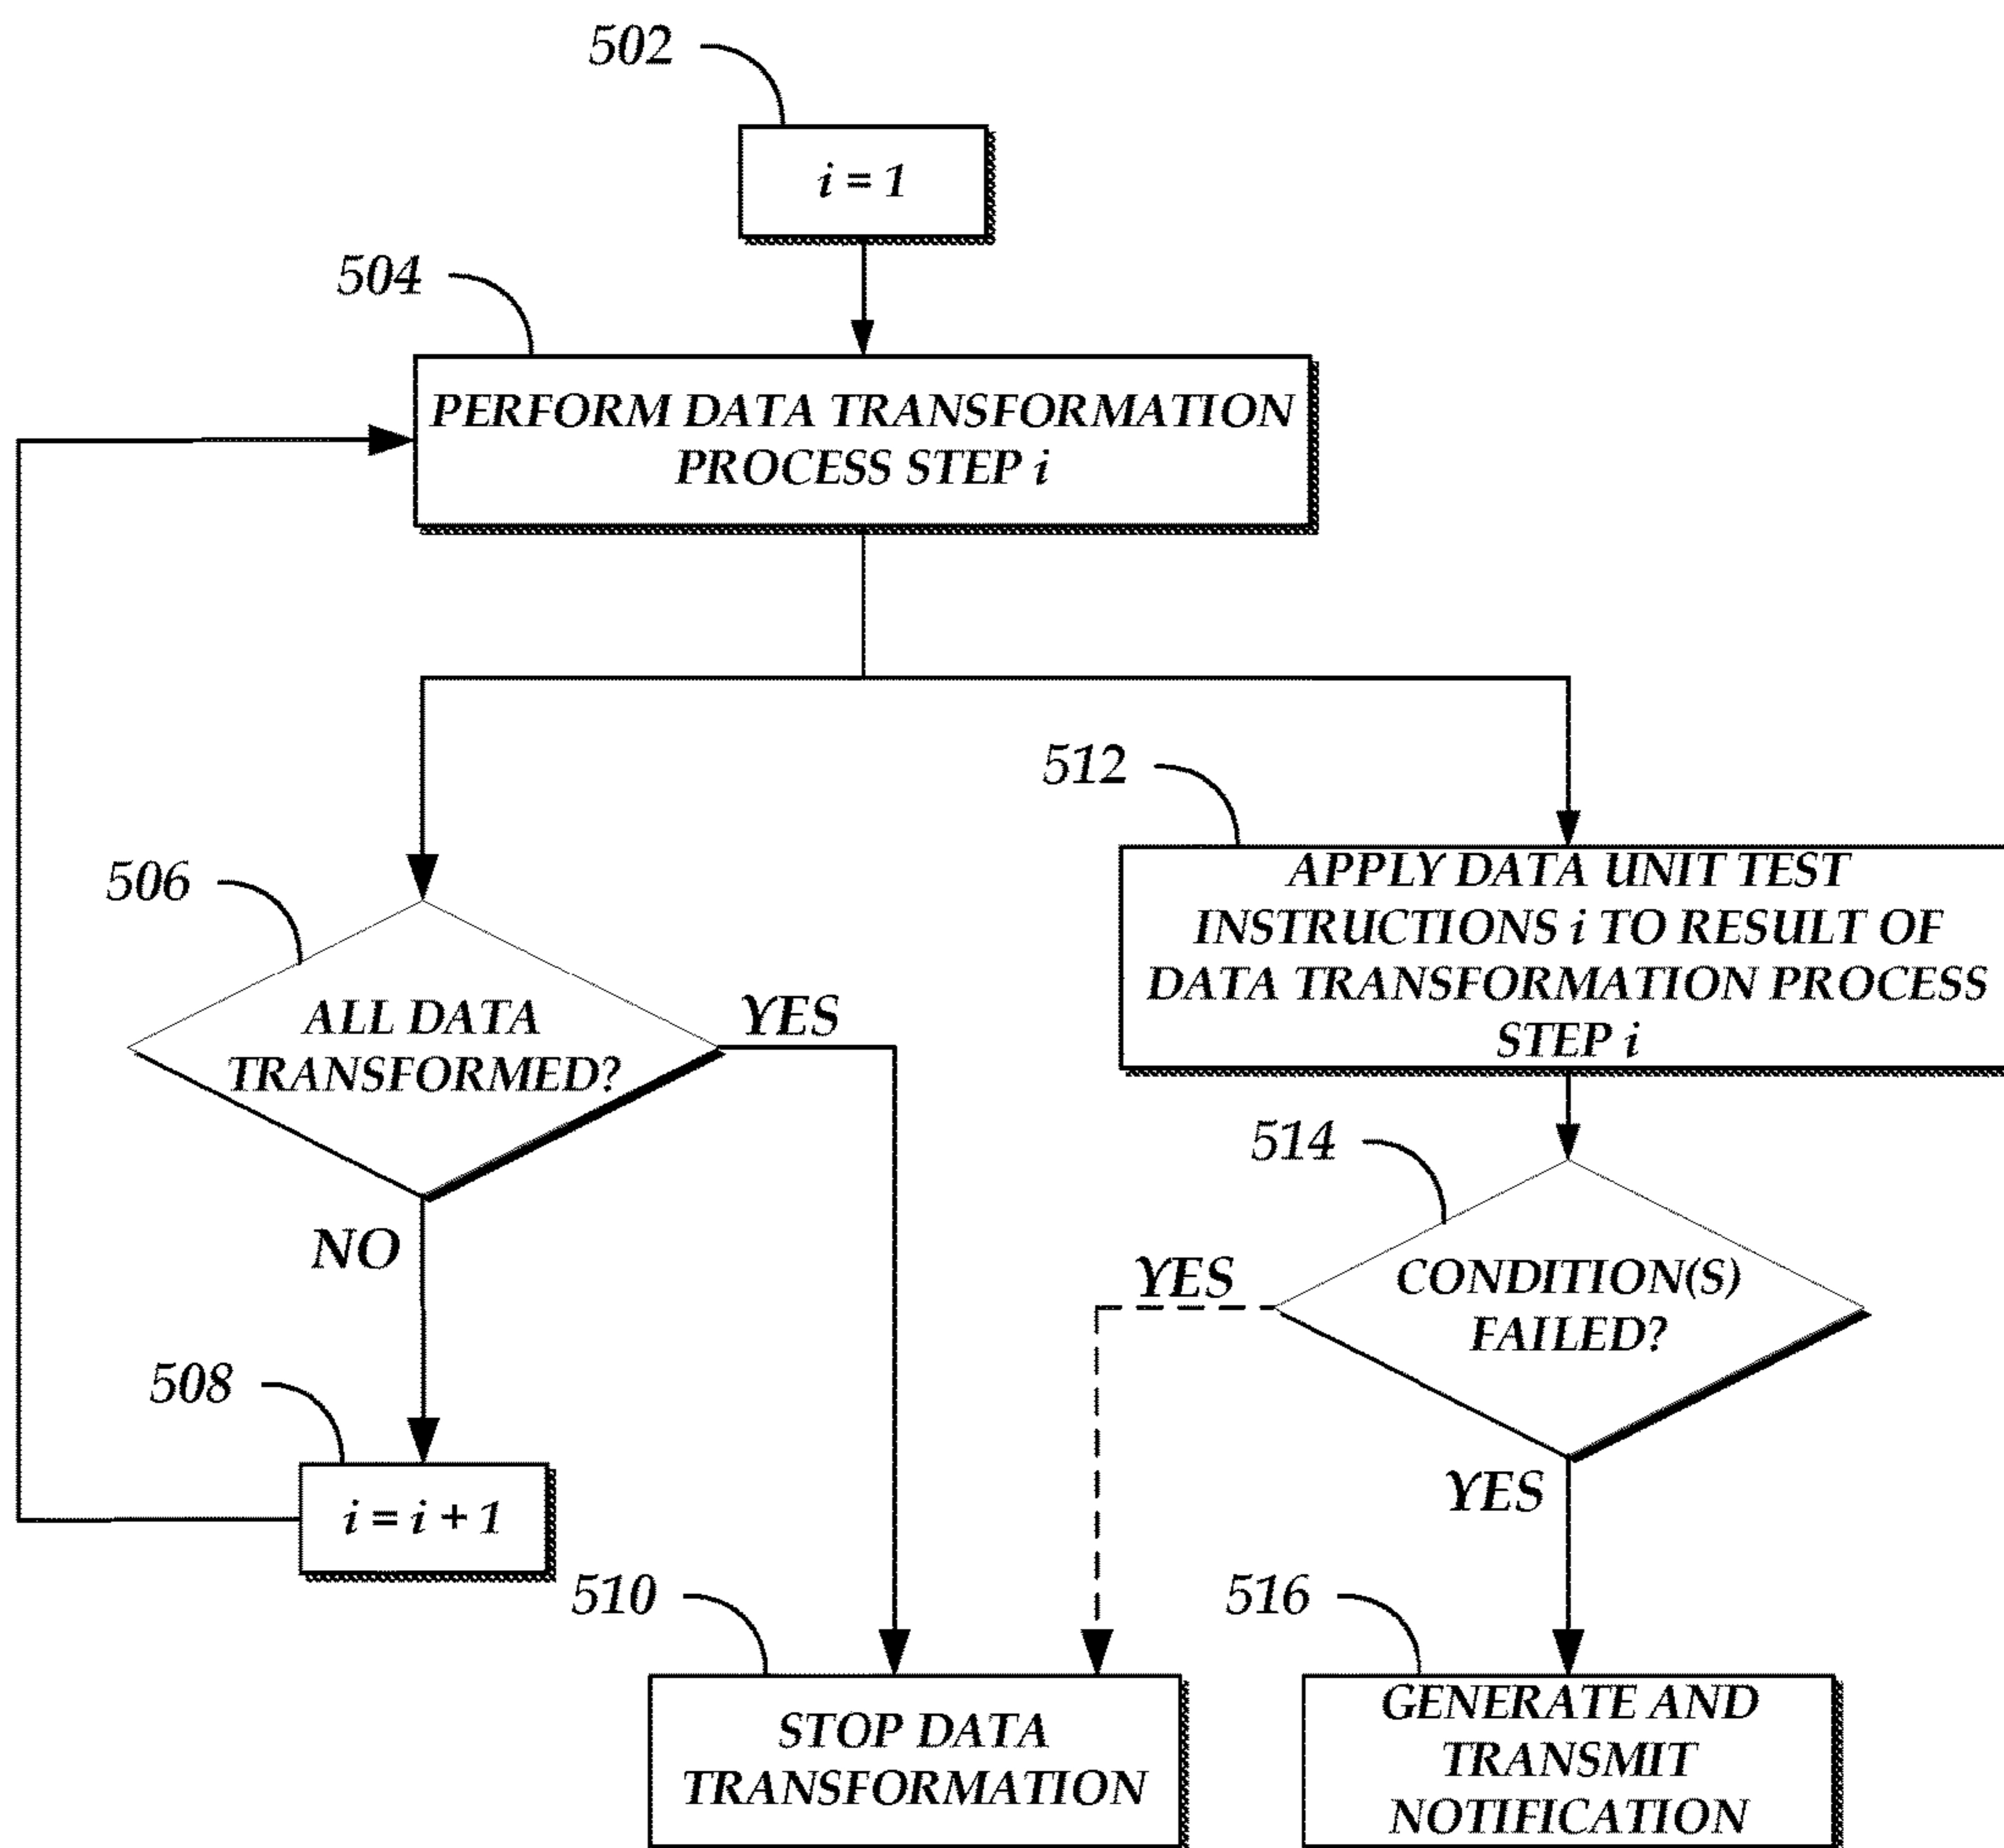 502
i = 1
504
PERFORM DATA TRANSFORMATION
PROCESS STEP i
512
APPLY DATA UNIT TEST
INSTRUCTIONS i TO RESULT OF
DATA TRANSFORMATION PROCESS
STEP i
506
ALL DATA
TRANSFORMED?
YES
NO
514
CONDITION(S)
FAILED?
YES
YES
508
i = i + 1
510
STOP DATA
TRANSFORMATION
516
GENERATE AND
TRANSMIT
NOTIFICATION